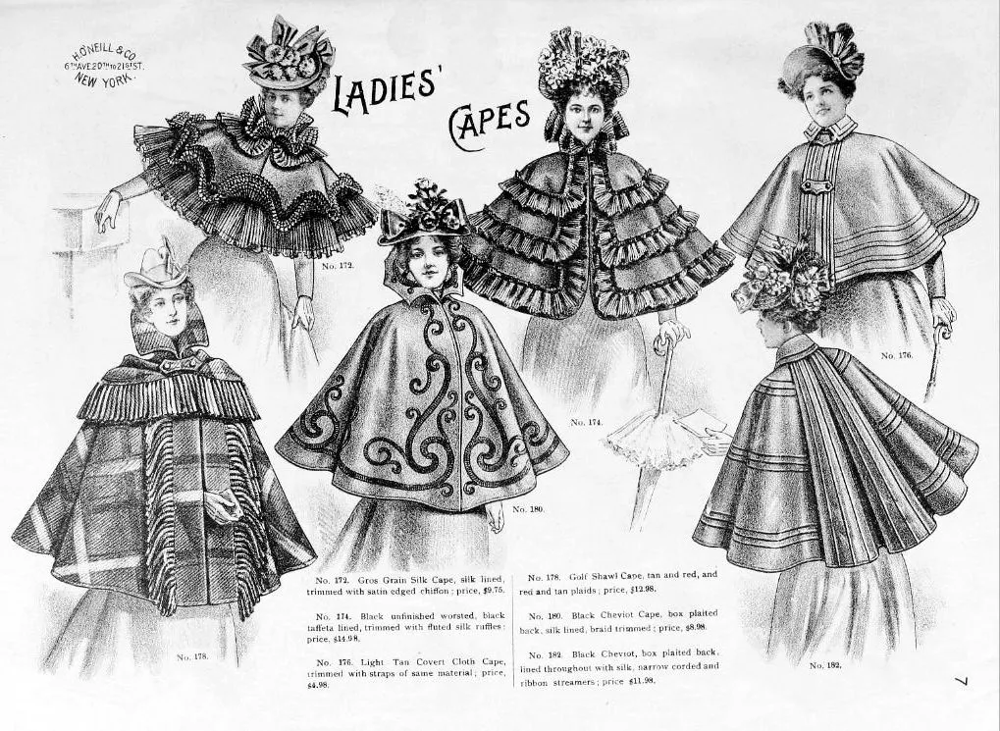 H. O'NEILL & CO.
6TH AVE. 20TH TO 21ST ST.
NEW YORK.
LADIES'
CAPES
No. 172.
No. 176.
No. 174.
No. 180.
No. 178.
No. 182.
No. 172. Gros Grain Silk Cape, silk lined,
trimmed with satin edged chiffon; price, $9.75.
No. 174. Black unfinished worsted, black
taffeta lined, trimmed with fluted silk ruffles;
price, $14.98.
No. 176. Light Tan Covert Cloth Cape,
trimmed with straps of same material; price,
$4.98.
No. 178. Golf Shawl Cape, tan and red, and
red and tan plaids; price, $12.98.
No. 180. Black Cheviot Cape, box plaited
back, silk lined, braid trimmed; price, $8.98.
No. 182. Black Cheviot, box plaited back,
lined throughout with silk, narrow corded and
ribbon streamers; price $11.98.
7